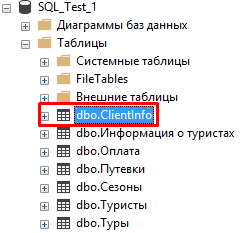 SQL_Test_1
Диаграммы баз данных
Таблицы
Системные таблицы
FileTables
Внешние таблицы
dbo.ClientInfo
dbo.Информация о туристах
dbo.Оплата
dbo.Путевки
dbo.Сезоны
dbo.Туристы
dbo.Туры